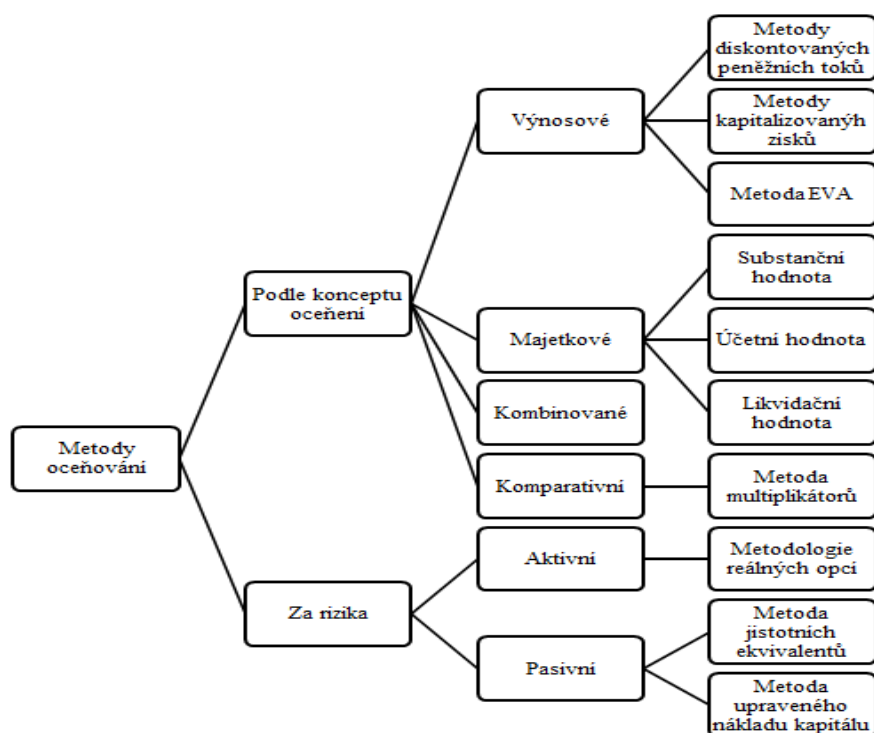 Metody
oceňování
Podle konceptu
oceňení
Výnosové
Metody
diskontovaných
peněžních toků
Metody
kapitalizovanýh
zisků
Metoda EVA
Majetkové
Substanční
hodnota
Účetní hodnota
Likvidační
hodnota
Kombinované
Komparativní
Metoda
multiplikátorů
Za rizika
Aktivní
Metodologie
reálných opcí
Pasivní
Metoda
jistotních
ekvivalentů
Metoda
upraveného
nákladu kapitálu